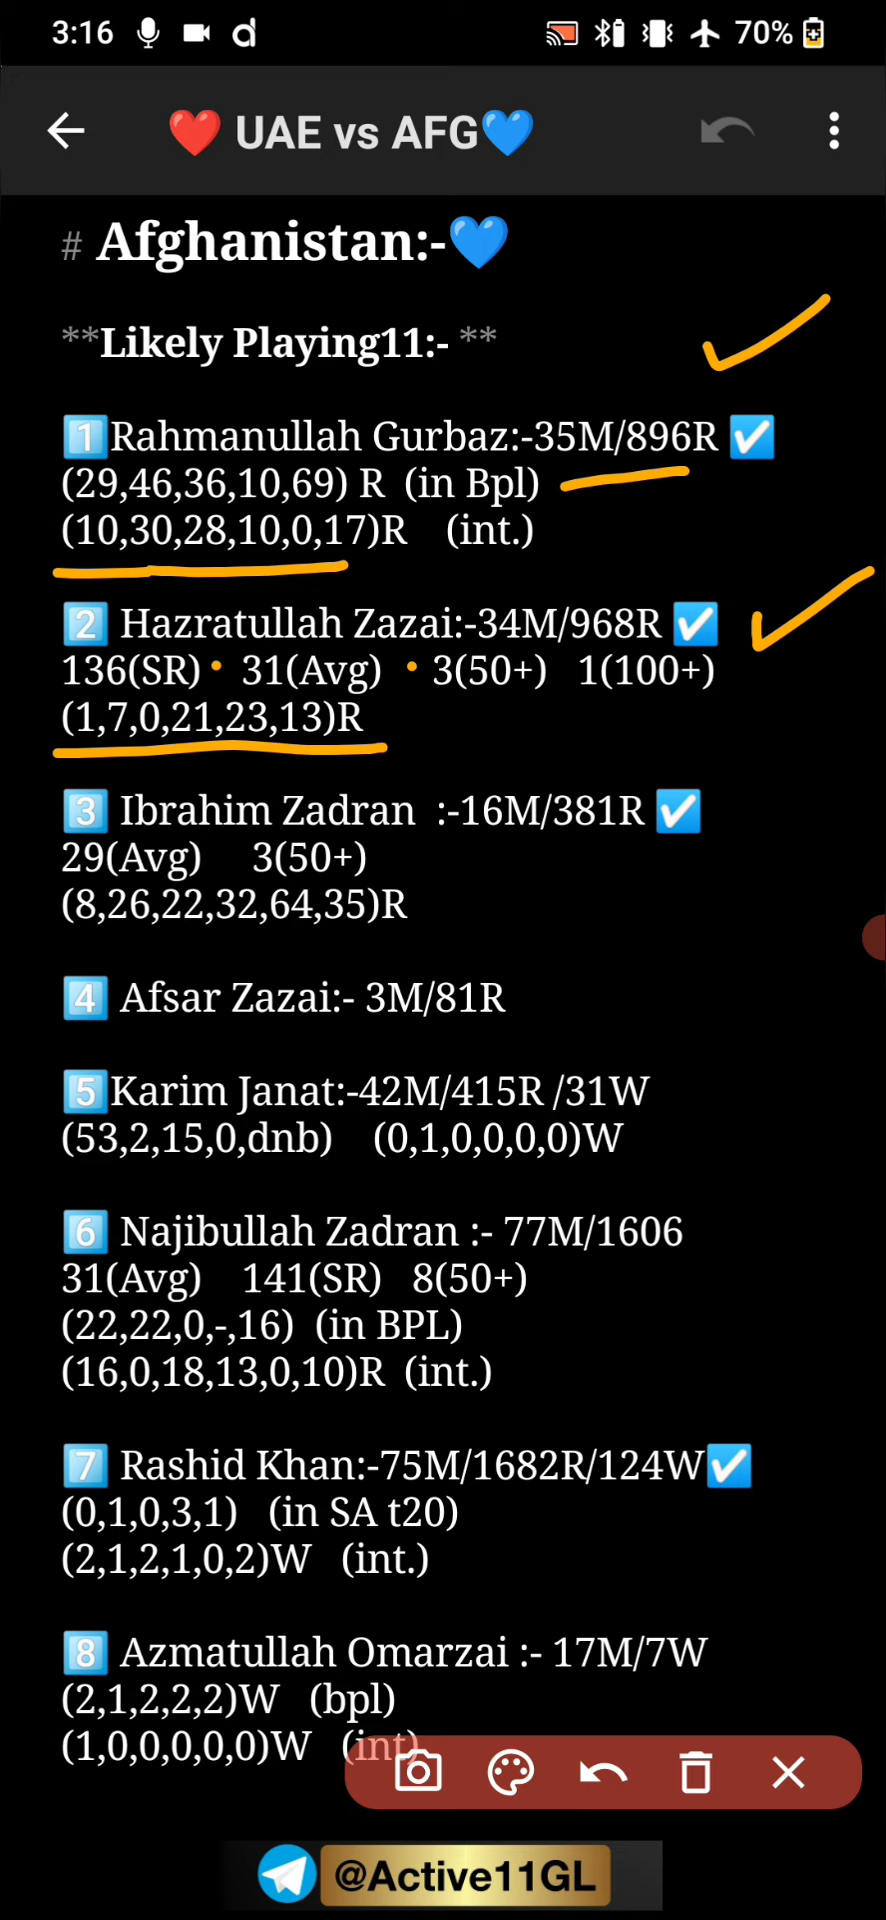 3:16
70%
❤️ UAE vs AFG💙
# Afghanistan:-💙
**Likely Playing11:- **
1️⃣Rahmanullah Gurbaz:-35M/896R ☑️
(29,46,36,10,69) R (in Bpl)
(10,30,28,10,0,17)R (int.)
2️⃣ Hazratullah Zazai:-34M/968R ☑️
136(SR) 31(Avg) 3(50+) 1(100+)
(1,7,0,21,23,13)R
3️⃣ Ibrahim Zadran :-16M/381R ☑️
29(Avg) 3(50+)
(8,26,22,32,64,35)R
4️⃣ Afsar Zazai:- 3M/81R
5️⃣Karim Janat:-42M/415R /31W
(53,2,15,0,dnb) (0,1,0,0,0,0)W
6️⃣ Najibullah Zadran :- 77M/1606
31(Avg) 141(SR) 8(50+)
(22,22,0,-,16) (in BPL)
(16,0,18,13,0,10)R (int.)
7️⃣ Rashid Khan:-75M/1682R/124W☑️
(0,1,0,3,1) (in SA t20)
(2,1,2,1,0,2)W (int.)
8️⃣ Azmatullah Omarzai :- 17M/7W
(2,1,2,2,2)W (bpl)
(1,0,0,0,0,0)W (int)
@Active11GL